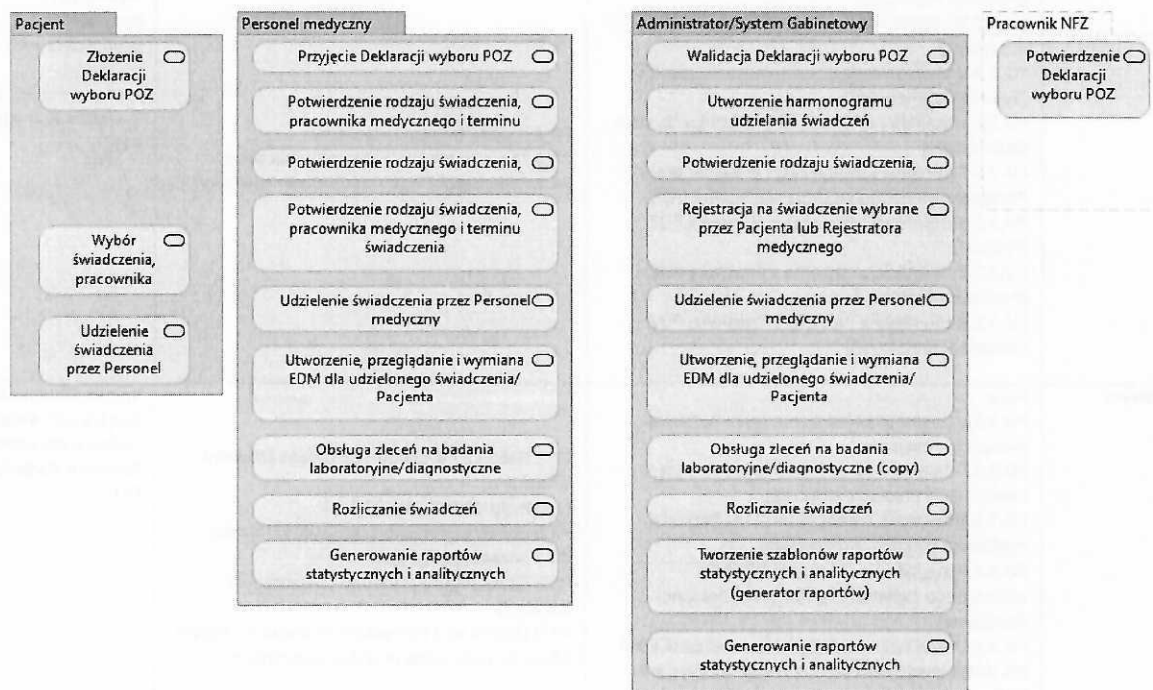 Pacjent
Złożenie
Deklaracji
wyboru POZ
Wybór
świadczenia,
pracownika
Udzielenie
świadczenia
przez Personel
Personel medyczny
Przyjęcie Deklaracji wyboru POZ
Potwierdzenie rodzaju świadczenia,
pracownika medycznego i terminu
Potwierdzenie rodzaju świadczenia,
Potwierdzenie rodzaju świadczenia,
pracownika medycznego i terminu
świadczenia
Udzielenie świadczenia przez Personel
medyczny
Utworzenie, przeglądanie i wymiana
EDM dla udzielonego świadczenia/
Pacjenta
Obsługa zleceń na badania
laboratoryjne/diagnostyczne
Rozliczanie świadczeń
Generowanie raportów
statystycznych i analitycznych
Administrator/System Gabinetowy
Walidacja Deklaracji wyboru POZ
Utworzenie harmonogramu
udzielania świadczeń
Potwierdzenie rodzaju świadczenia,
Rejestracja na świadczenie wybrane
przez Pacjenta lub Rejestratora
medycznego
Udzielenie świadczenia przez Personel
medyczny
Utworzenie, przeglądanie i wymiana
EDM dla udzielonego świadczenia/
Pacjenta
Obsługa zleceń na badania
laboratoryjne/diagnostyczne (copy)
Rozliczanie świadczeń
Tworzenie szablonów raportów
statystycznych i analitycznych
(generator raportów)
Generowanie raportów
statystycznych i analitycznych
Pracownik NFZ
Potwierdzenie
Deklaracji
wyboru POZ